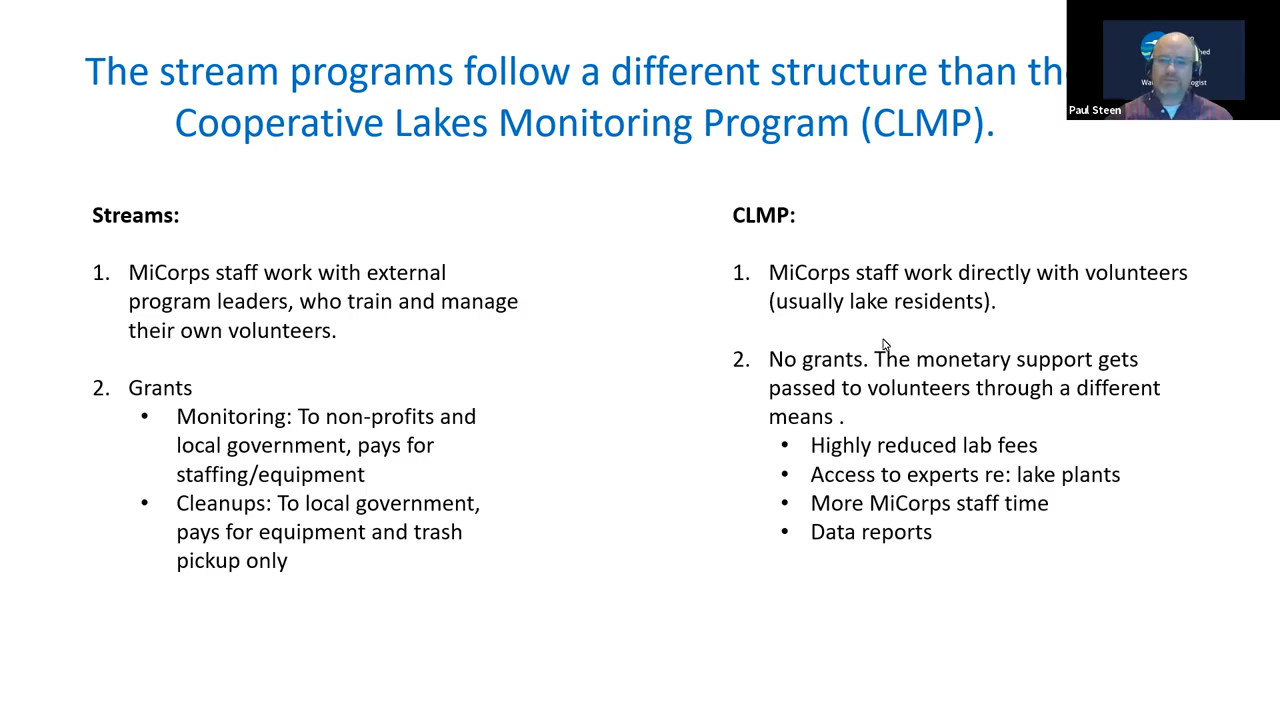 The stream programs follow a different structure than th
Cooperative Lakes Monitoring Program (CLMP).
Paul Steen
Streams:
1. MiCorps staff work with external
program leaders, who train and manage
their own volunteers.
2. Grants
• Monitoring: To non-profits and
local government, pays for
staffing/equipment
• Cleanups: To local government,
pays for equipment and trash
pickup only
CLMP:
1. MiCorps staff work directly with volunteers
(usually lake residents).
2. No grants. The monetary support gets
passed to volunteers through a different
means .
• Highly reduced lab fees
• Access to experts re: lake plants
• More MiCorps staff time
• Data reports